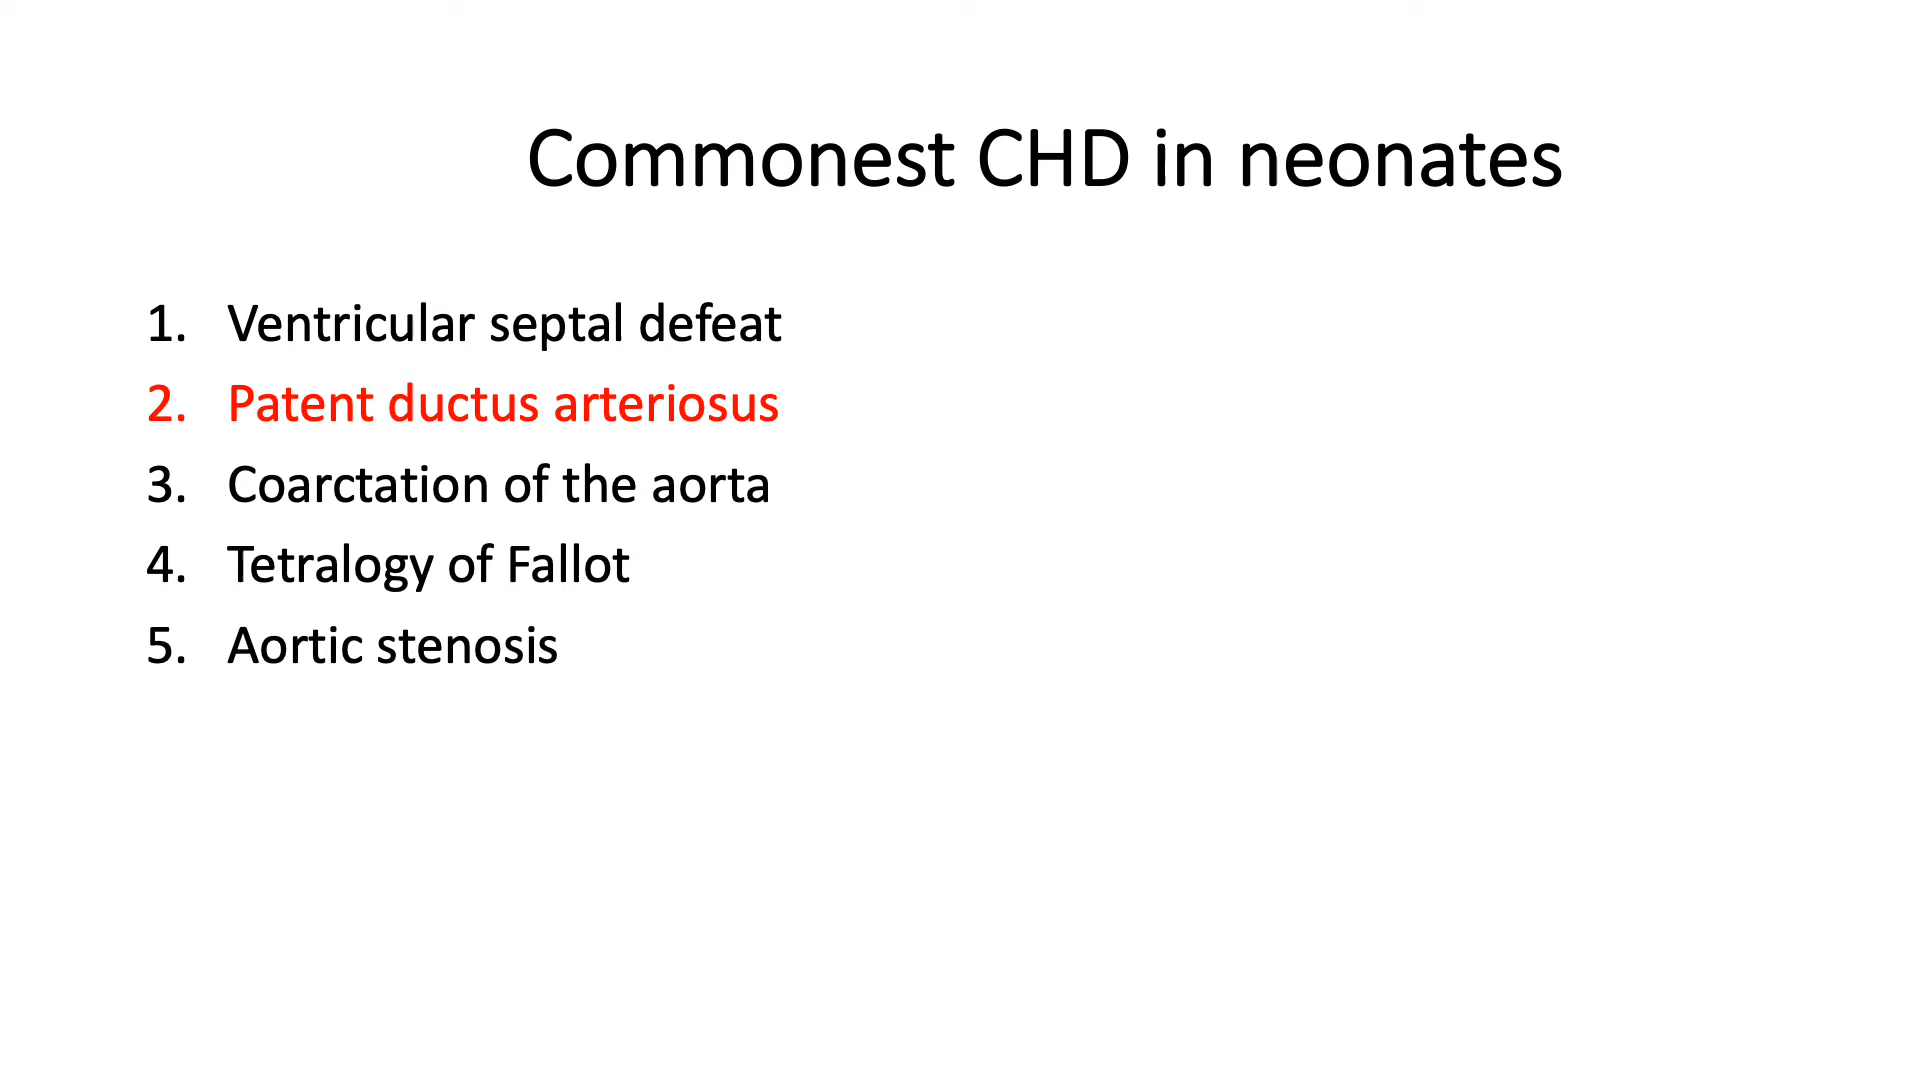 Commonest CHD in neonates
1. Ventricular septal defeat
2. Patent ductus arteriosus
3. Coarctation of the aorta
4. Tetralogy of Fallot
5. Aortic stenosis